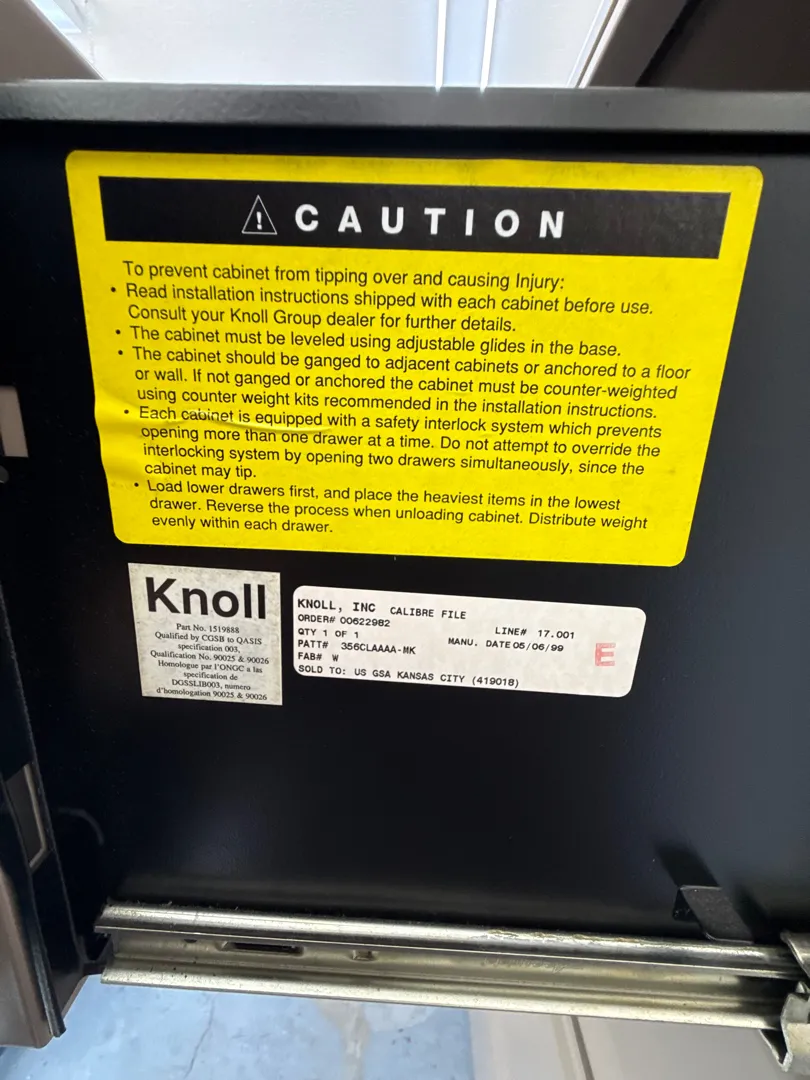 CAUTION
To prevent cabinet from tipping over and causing Injury:
• Read installation instructions shipped with each cabinet before use.
Consult your Knoll Group dealer for further details.
• The cabinet must be leveled using adjustable glides in the base.
• The cabinet should be ganged to adjacent cabinets or anchored to a floor
or wall. If not ganged or anchored the cabinet must be counter-weighted
using counter weight kits recommended in the installation instructions.
• Each cabinet is equipped with a safety interlock system which prevents
opening more than one drawer at a time. Do not attempt to override the
interlocking system by opening two drawers simultaneously, since the
cabinet may tip.
• Load lower drawers first, and place the heaviest items in the lowest
drawer. Reverse the process when unloading cabinet. Distribute weight
evenly within each drawer.
Knoll
Part No. 1519888
Qualified by CGSB to QASIS
specification 003,
Qualification No. 90025 & 90026
Homologue par l'ONGC a las
specification de
DOSSLIB003, numero
d'homologation 90025 & 90026
KNOLL, INC CALIBRE FILE
ORDER# 00622982
LINE# 17.001
QTY 1 OF 1
MANU. DATE 05/06/99
PATT# 356CLAAAA-MK
FAB# W
SOLD TO: US GSA KANSAS CITY (419018)
E